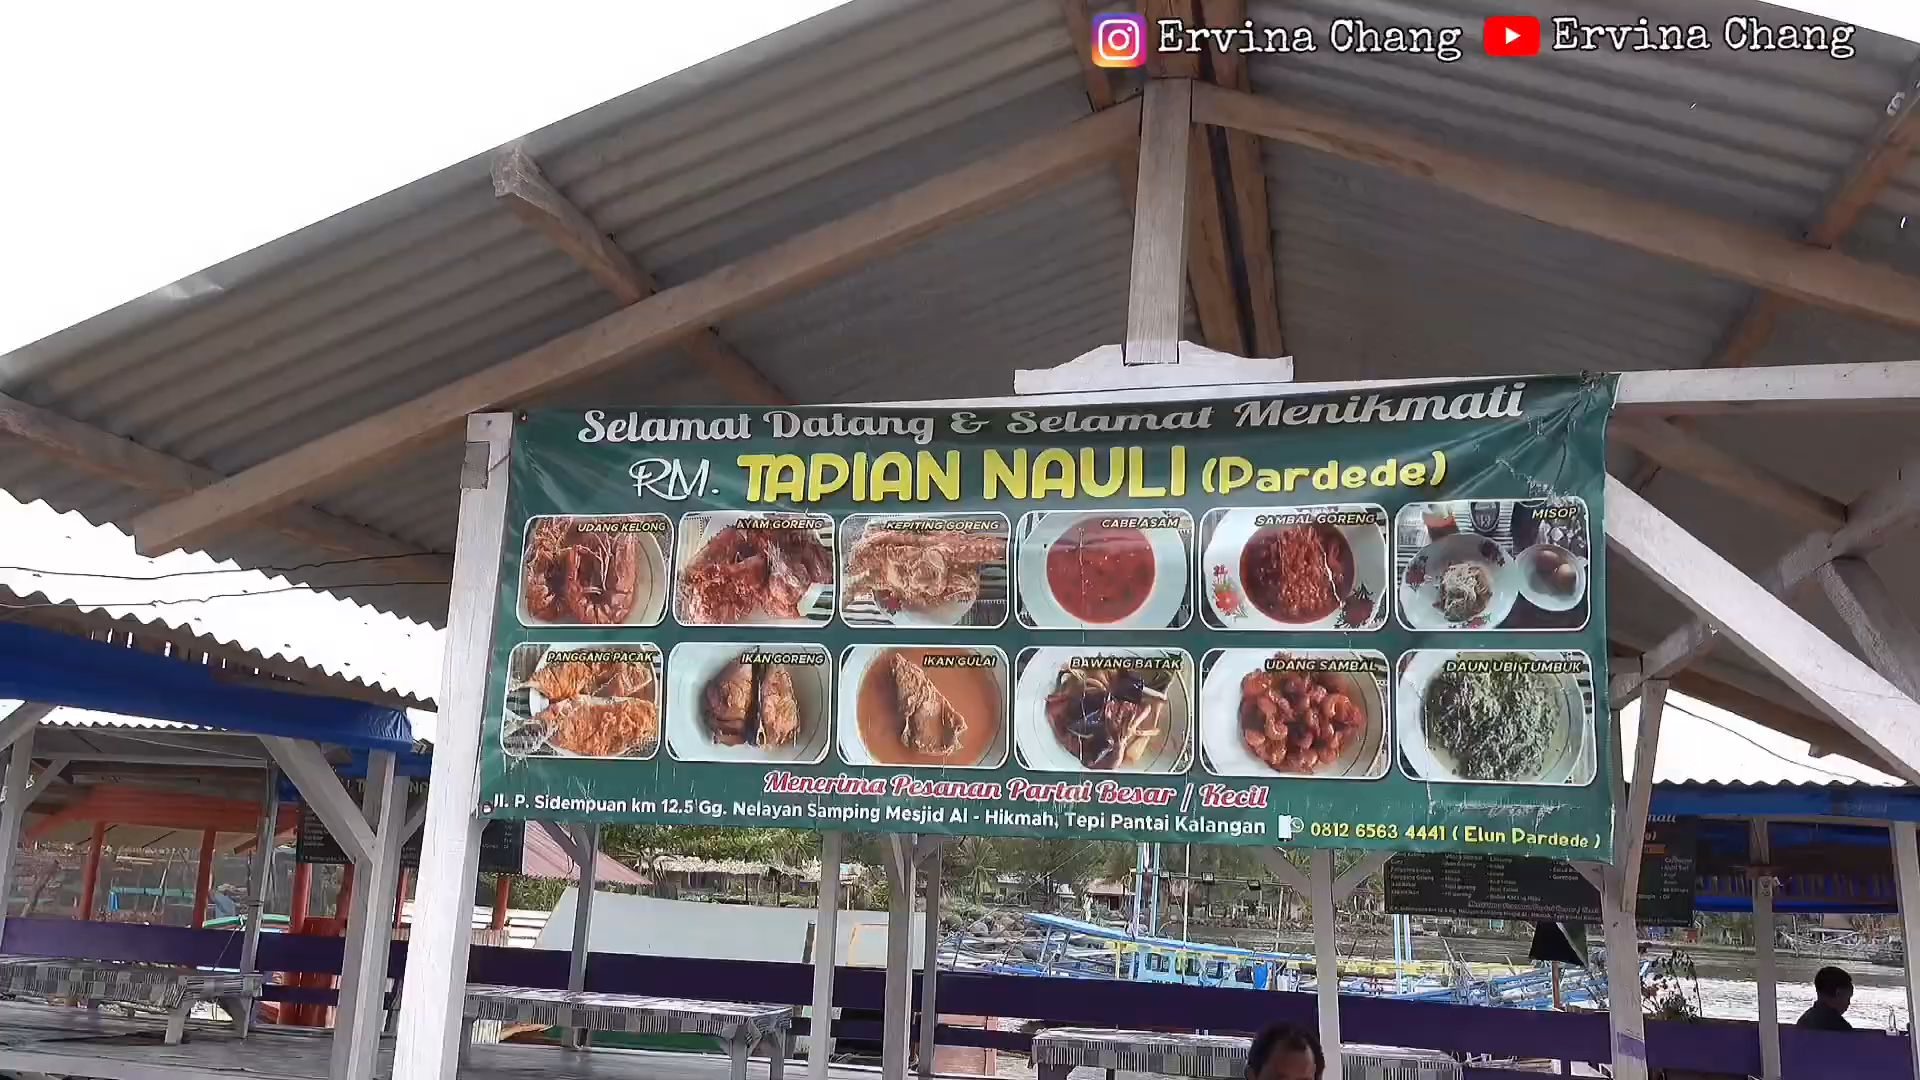 Ervina Chang Ervina Chang
Selamat Datang & Selamat Menikmati
RM. TAPIAN NAULI (Pardede)
UDANG KELONG AYAM GORENG KEPITING GORENG CABE ASAM SAMBAL GORENG MISOP
PANGGANG PACAK IKAN GORENG IKAN GULAI BAWANG BATAK UDANG SAMBAL DAUN UBI TUMBUK
Menerima Pesanan Partai Besar / Kecil
Jl. P. Sidempuan km 12.5 Gg. Nelayan Samping Mesjid Al - Hikmah, Tepi Pantai Kalangan 0812 6563 4441 ( Elun Pardede )